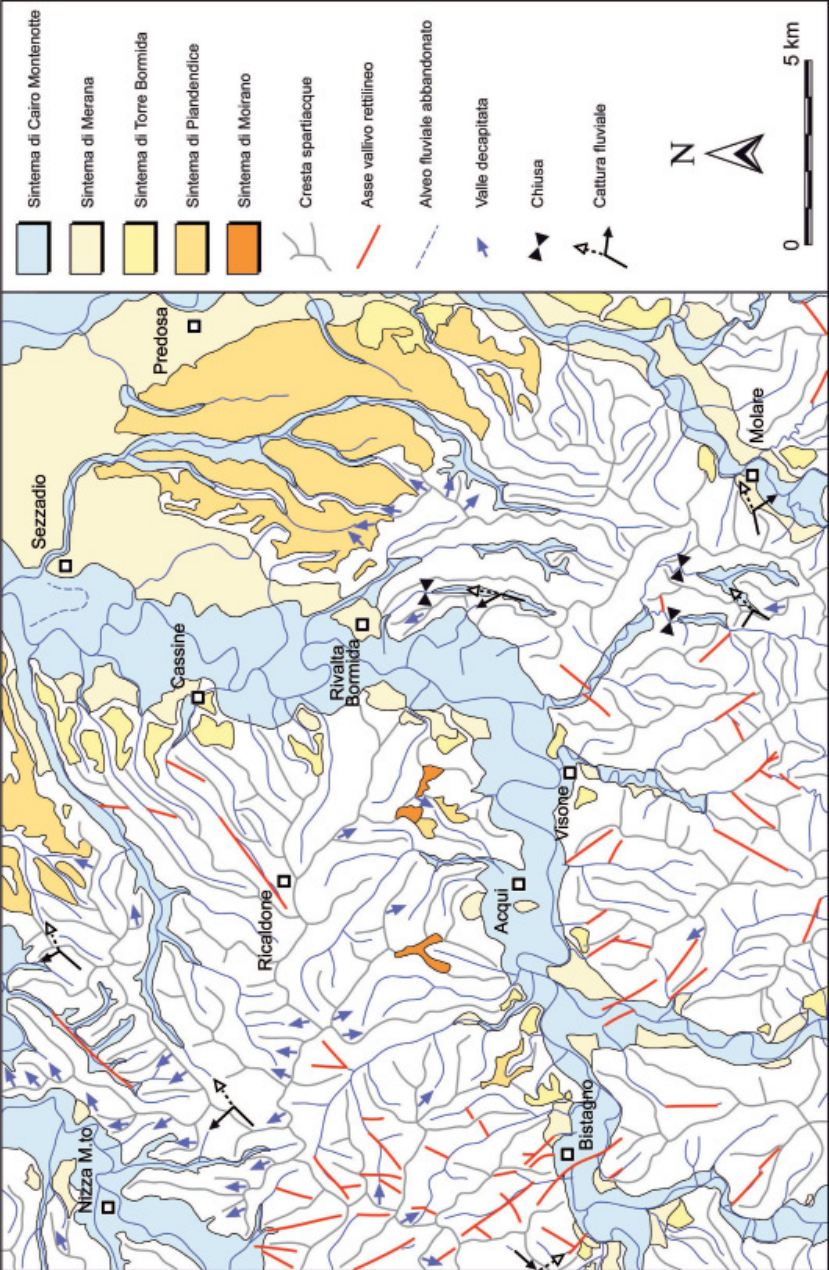 Sintema di Cairo Montenotte
Sintema di Merana
Sintema di Torre Bormida
Sintema di Piandendice
Sintema di Moirano
Cresta spartiacque
Asse vallivo rettilineo
Alveo fluviale abbandonato
Valle decapitata
Chiusa
Cattura fluviale
N
0
5 km
Nizza M.to
Sezzadio
Predosa
Cassine
Ricaldone
Rivalta
Bormida
Acqui
Visone
Bistagno
Molare